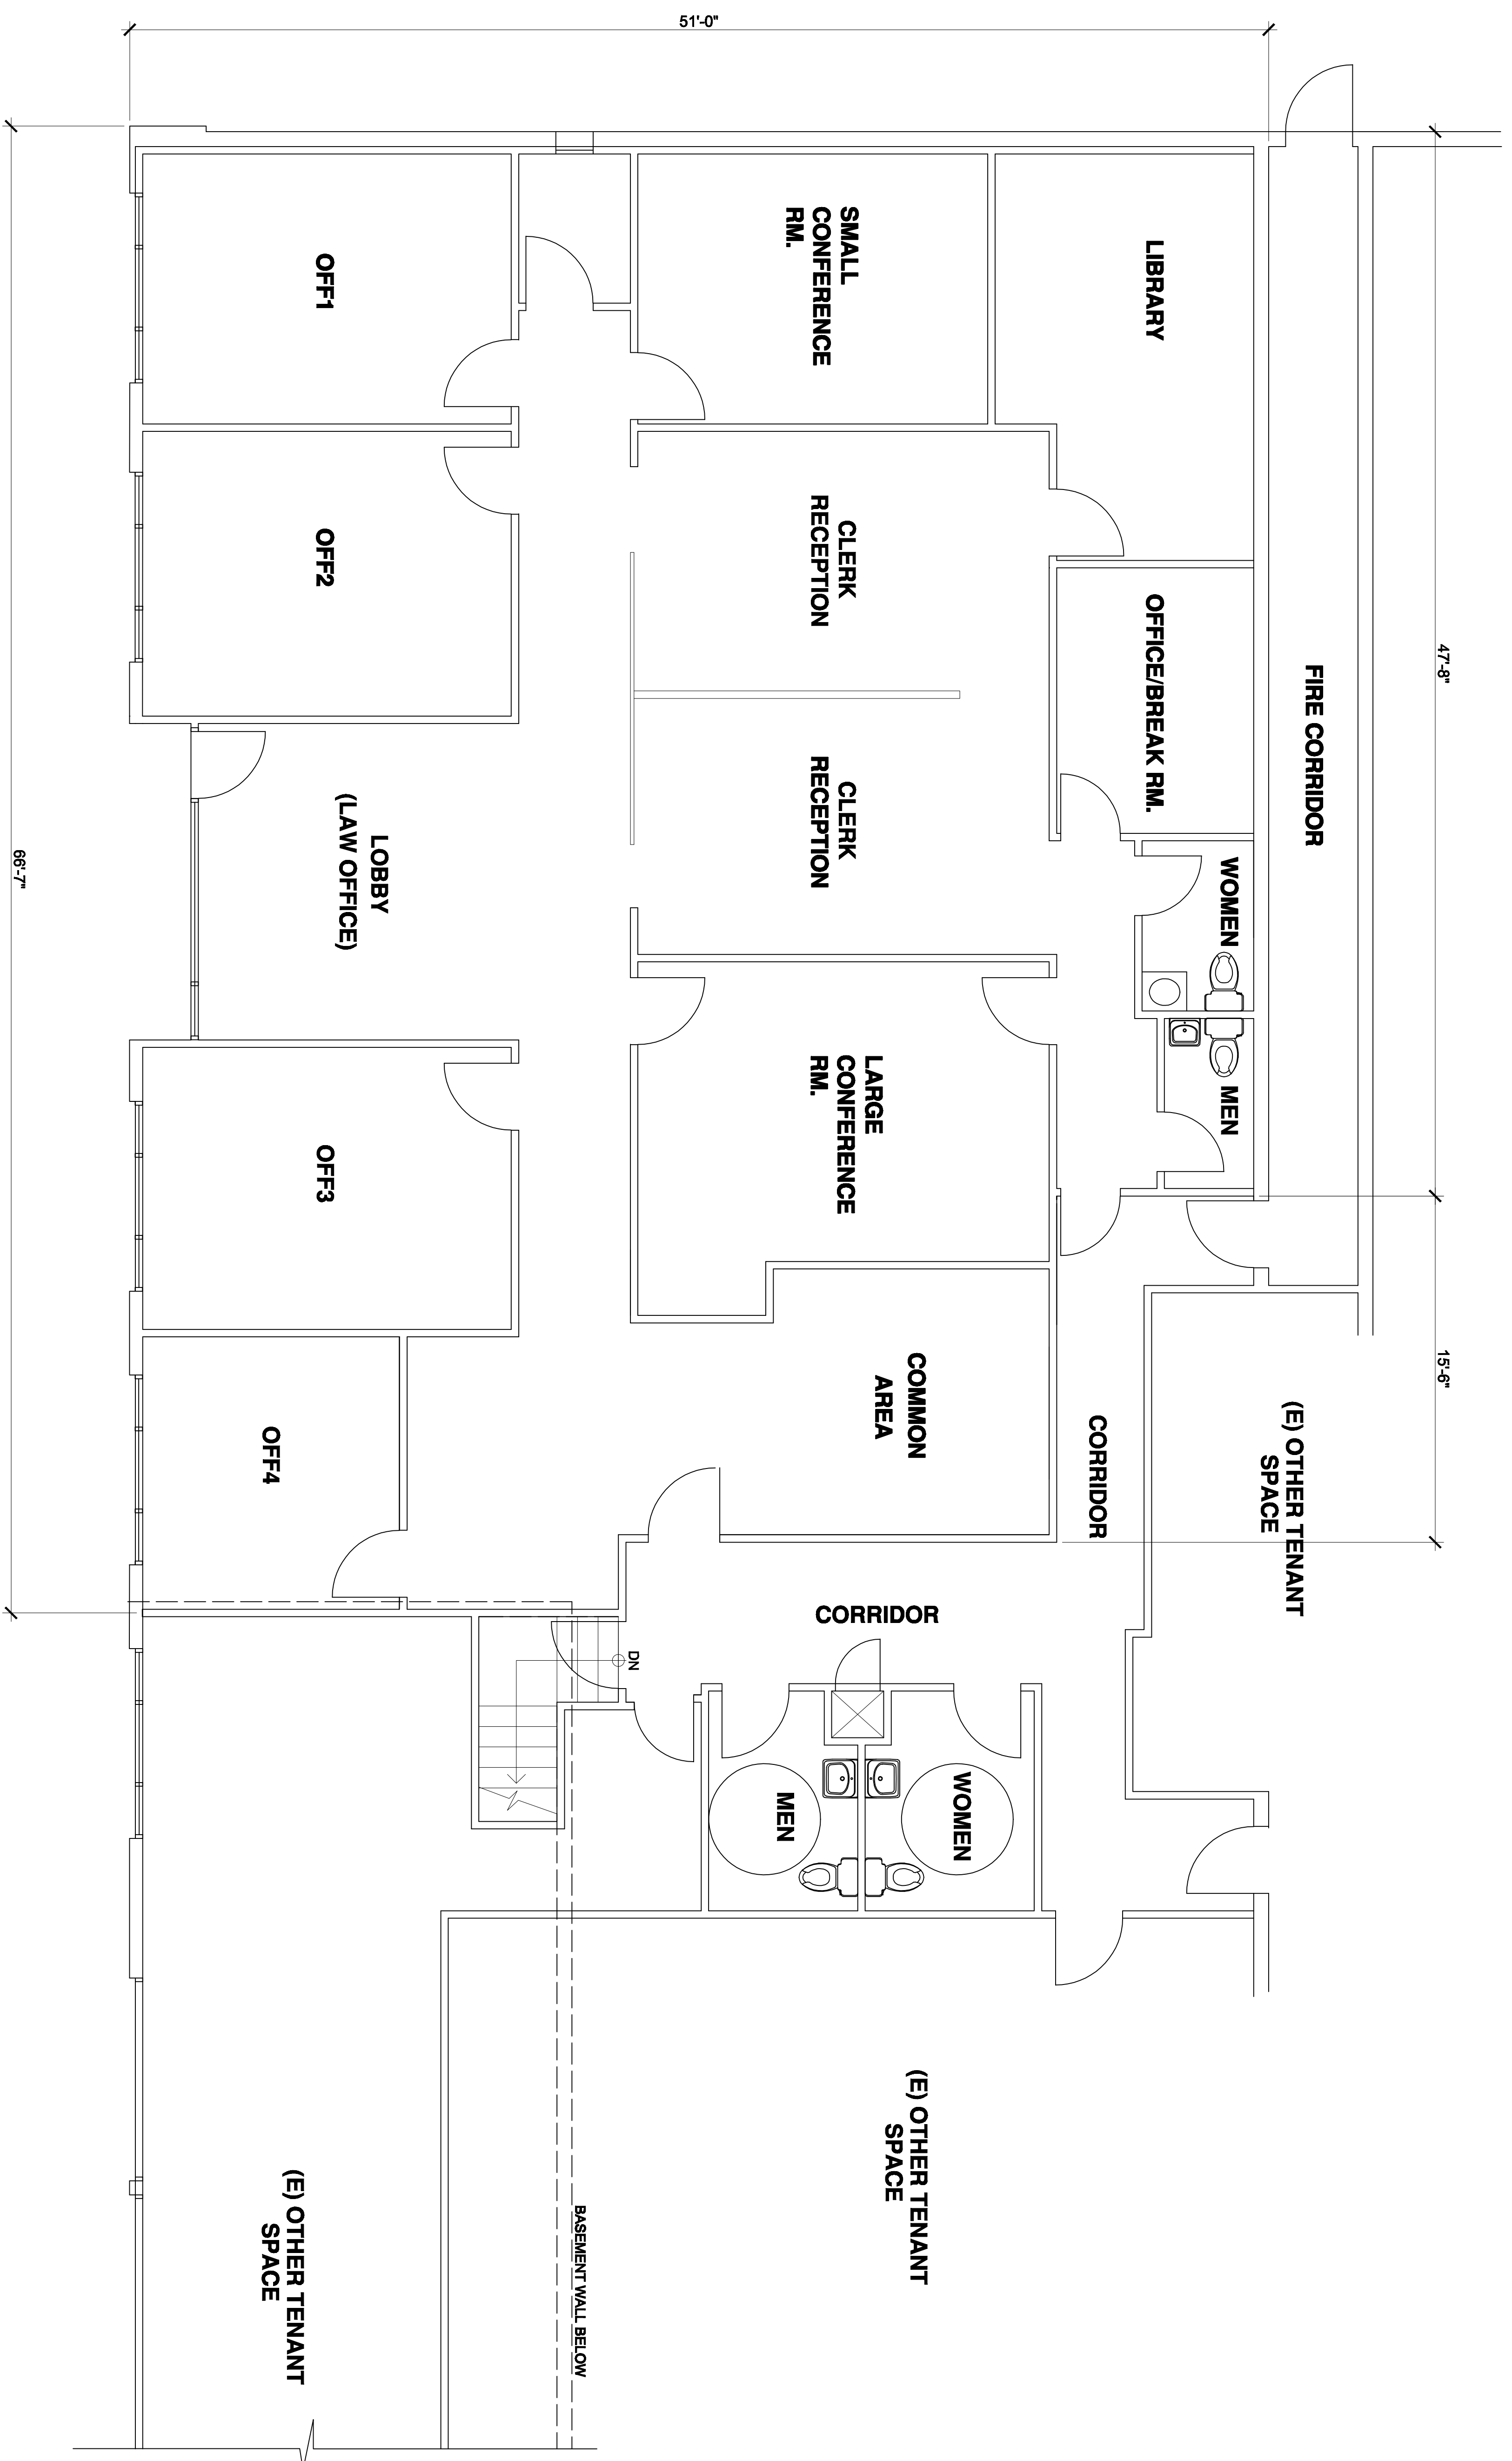 51'-0"
47'-8"
15'-6"
66'-7"
FIRE CORRIDOR
LIBRARY
OFFICE/BREAK RM.
WOMEN
MEN
SMALL
CONFERENCE
RM.
CLERK
RECEPTION
CLERK
RECEPTION
LARGE
CONFERENCE
RM.
COMMON
AREA
CORRIDOR
(E) OTHER TENANT
SPACE
OFF1
OFF2
LOBBY
(LAW OFFICE)
OFF3
OFF4
CORRIDOR
DN
MEN
WOMEN
(E) OTHER TENANT
SPACE
BASEMENT WALL BELOW
(E) OTHER TENANT
SPACE